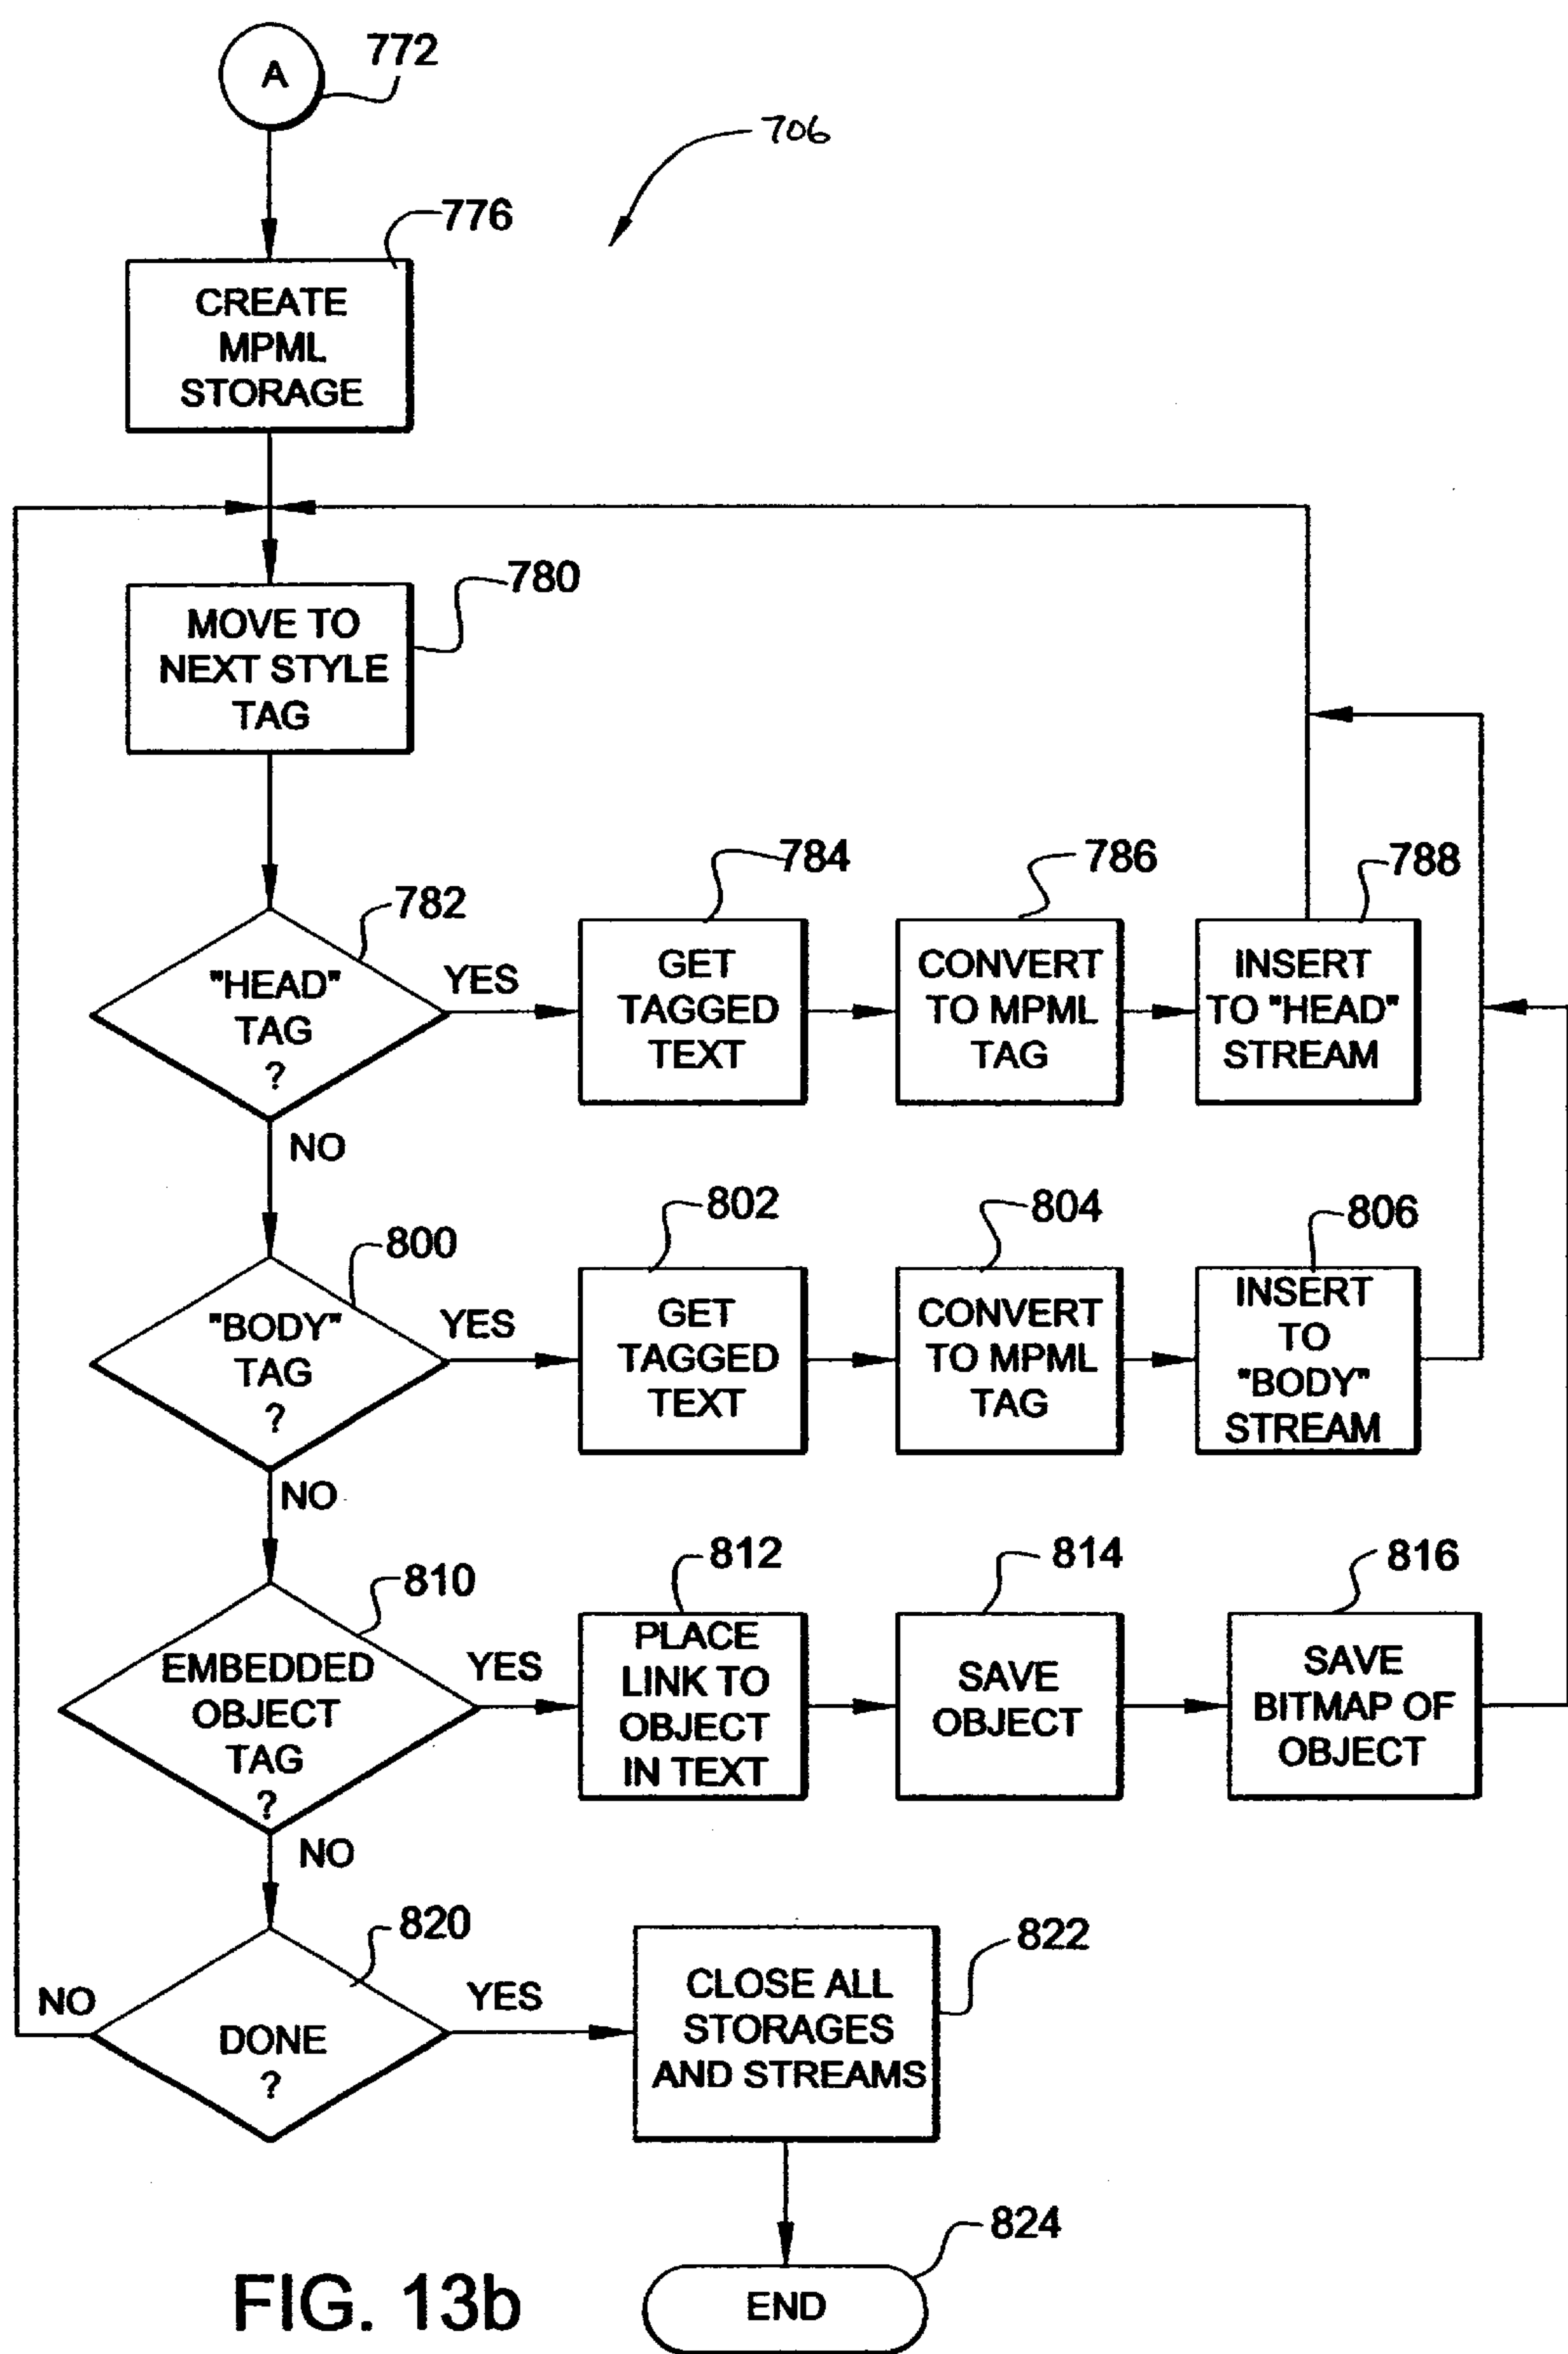 A
772
706
776
CREATE
MPML
STORAGE
780
MOVE TO
NEXT STYLE
TAG
782
"HEAD"
TAG
?
YES
NO
784
GET
TAGGED
TEXT
786
CONVERT
TO MPML
TAG
788
INSERT
TO "HEAD"
STREAM
800
"BODY"
TAG
?
YES
NO
802
GET
TAGGED
TEXT
804
CONVERT
TO MPML
TAG
806
INSERT
TO
"BODY"
STREAM
810
EMBEDDED
OBJECT
TAG
?
YES
NO
812
PLACE
LINK TO
OBJECT
IN TEXT
814
SAVE
OBJECT
816
SAVE
BITMAP OF
OBJECT
820
DONE
?
NO
YES
822
CLOSE ALL
STORAGES
AND STREAMS
824
END
FIG. 13b